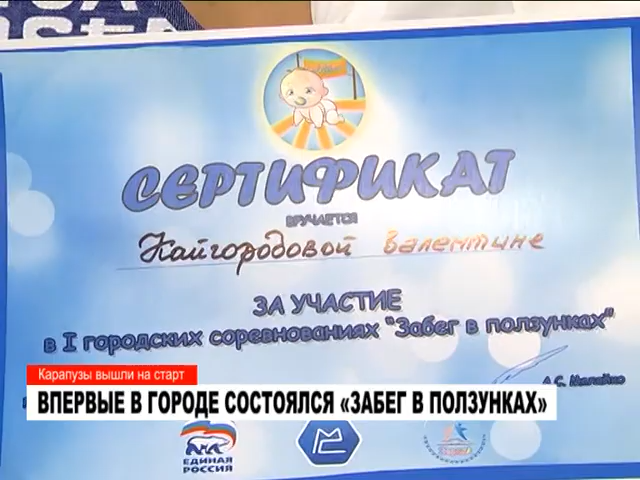 СЕРТИФИКАТ
ВРУЧАЕТСЯ
Кайгородовой Валентине
ЗА УЧАСТИЕ
в I городских соревнованиях "Забег в ползунках"
Карапузы вышли на старт
ВПЕРВЫЕ В ГОРОДЕ СОСТОЯЛСЯ «ЗАБЕГ В ПОЛЗУНКАХ»
ЕДИНАЯ
РОССИЯ